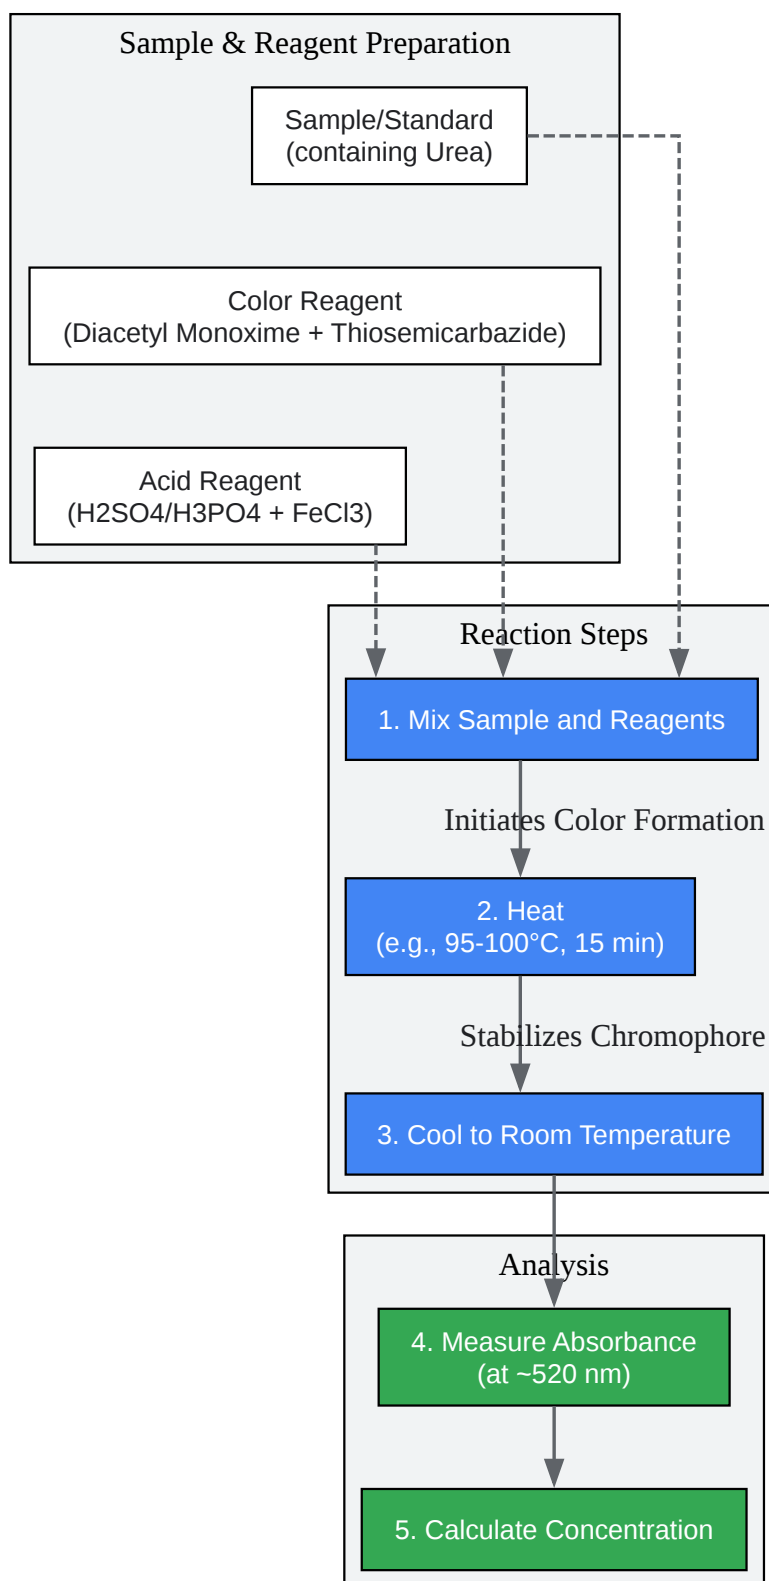 Sample & Reagent Preparation
Sample/Standard
(containing Urea)
Color Reagent
(Diacetyl Monoxime + Thiosemicarbazide)
Acid Reagent
(H2SO4/H3PO4 + FeCl3)
Reaction Steps
1. Mix Sample and Reagents
Initiates Color Formation
2. Heat
(e.g., 95-100°C, 15 min)
Stabilizes Chromophore
3. Cool to Room Temperature
Analysis
4. Measure Absorbance
(at ~520 nm)
5. Calculate Concentration